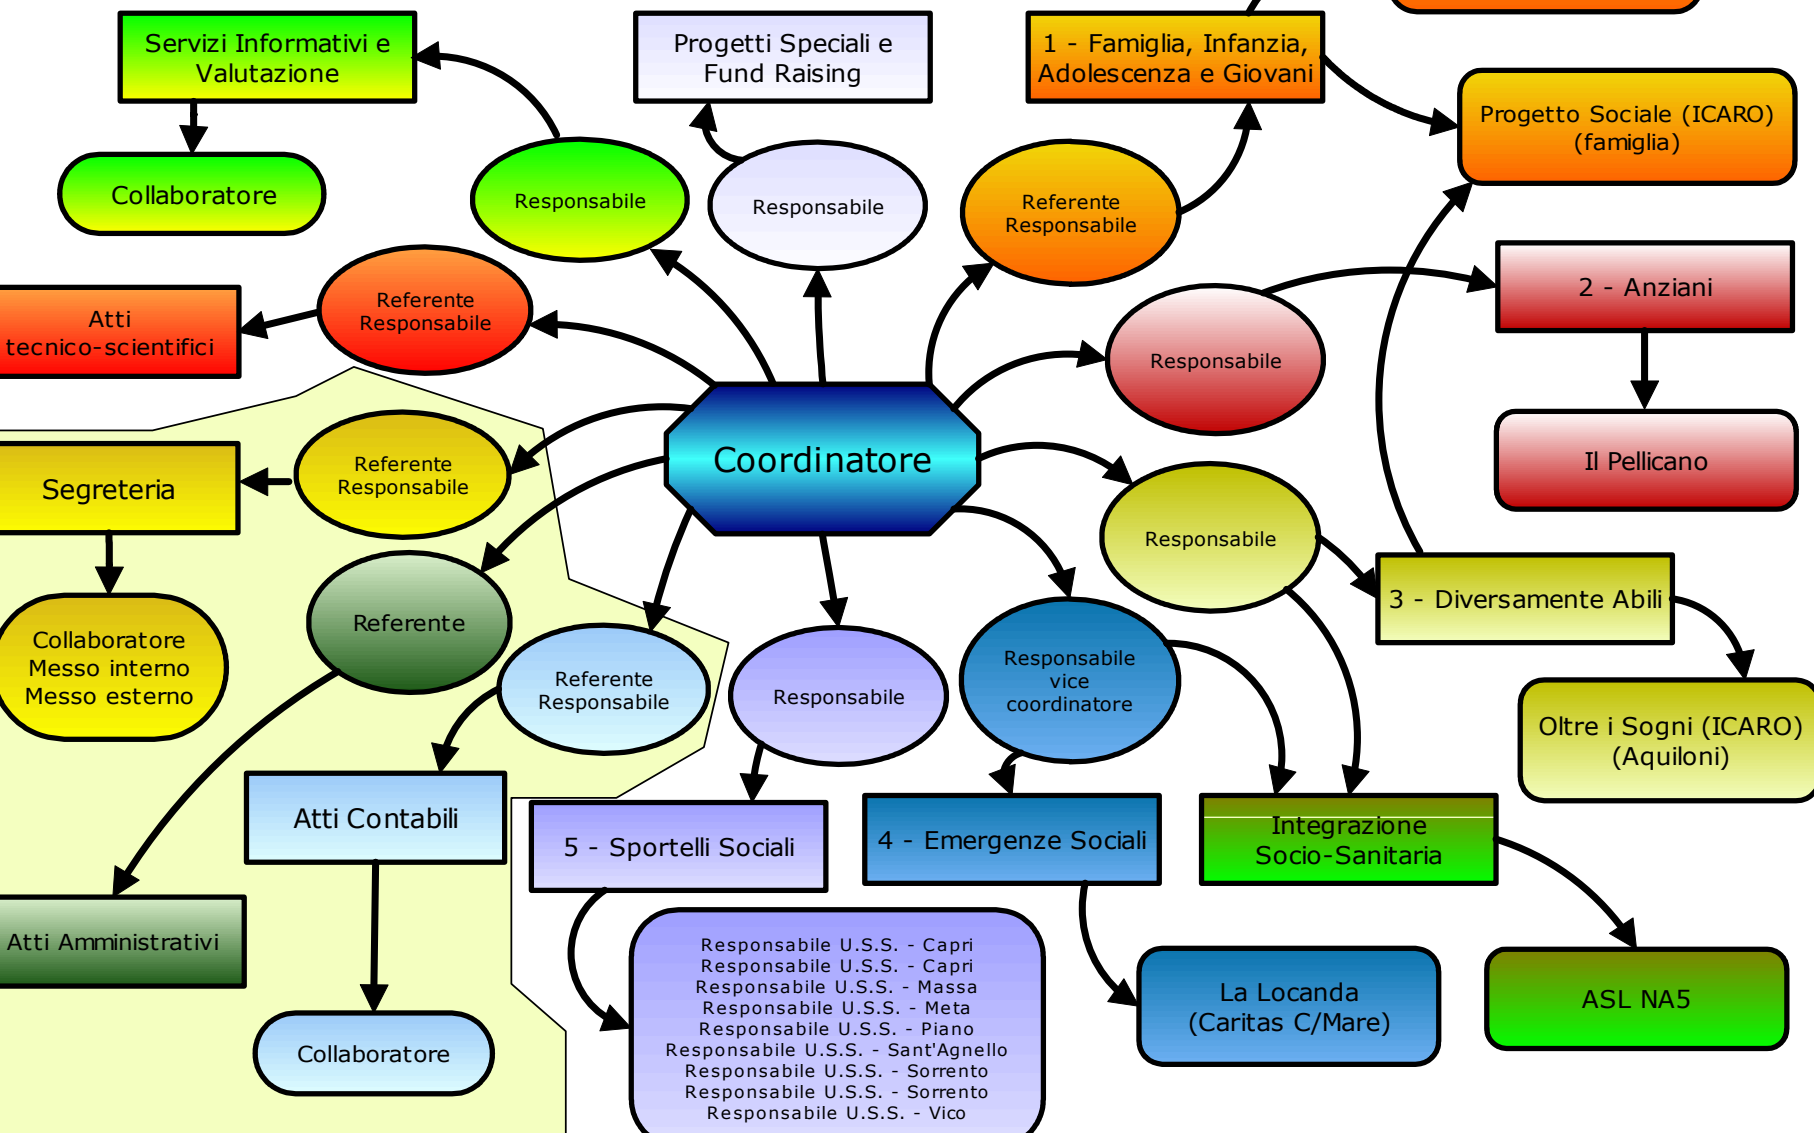 Servizi Informativi e
Valutazione
Progetti Speciali e
Fund Raising
1 - Famiglia, Infanzia,
Adolescenza e Giovani
Progetto Sociale (ICARO)
(famiglia)
Collaboratore
Responsabile
Responsabile
Referente
Responsabile
2 - Anziani
Atti
tecnico-scientifici
Referente
Responsabile
Responsabile
Segreteria
Referente
Responsabile
Coordinatore
Il Pellicano
Responsabile
3 - Diversamente Abili
Collaboratore
Messo interno
Messo esterno
Referente
Referente
Responsabile
Responsabile
Responsabile
vice
coordinatore
Oltre i Sogni (ICARO)
(Aquiloni)
Atti Contabili
5 - Sportelli Sociali
4 - Emergenze Sociali
Integrazione
Socio-Sanitaria
Atti Amministrativi
Responsabile U.S.S. - Capri
Responsabile U.S.S. - Capri
Responsabile U.S.S. - Massa
Responsabile U.S.S. - Meta
Responsabile U.S.S. - Piano
Responsabile U.S.S. - Sant'Agnello
Responsabile U.S.S. - Sorrento
Responsabile U.S.S. - Sorrento
Responsabile U.S.S. - Vico
La Locanda
(Caritas C/Mare)
ASL NA5
Collaboratore